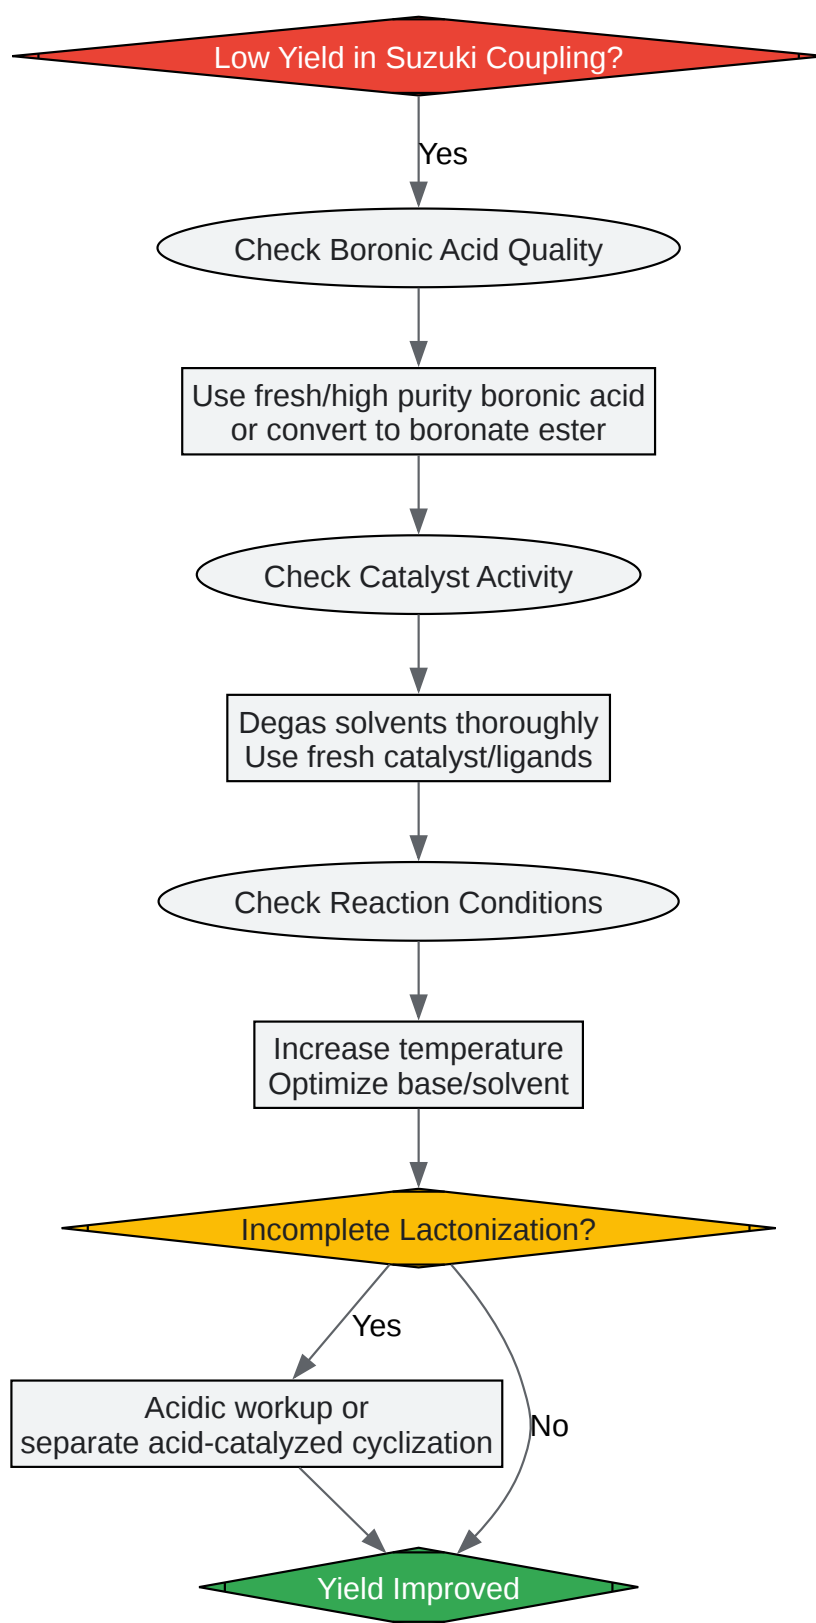 Low Yield in Suzuki Coupling?
Yes
Check Boronic Acid Quality
Use fresh/high purity boronic acid
or convert to boronate ester
Check Catalyst Activity
Degas solvents thoroughly
Use fresh catalyst/ligands
Check Reaction Conditions
Increase temperature
Optimize base/solvent
Incomplete Lactonization?
Yes
Acidic workup or
separate acid-catalyzed cyclization
No
Yield Improved